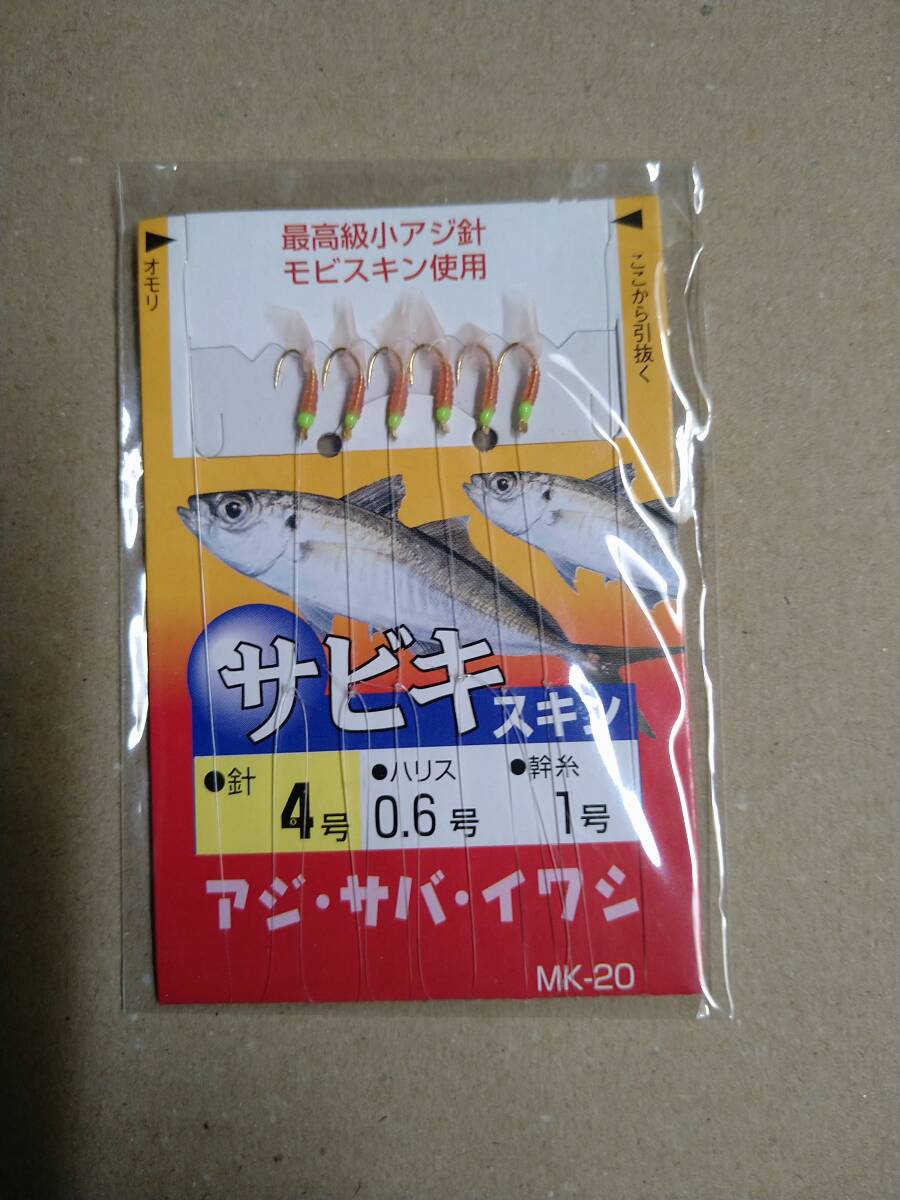 最高級小アジ針
モビスキン使用
オモリ
ここから引抜く
サビキ
スキン
●針
4号
●ハリス
0.6号
●幹糸
1号
アジ・サバ・イワシ
MK-20